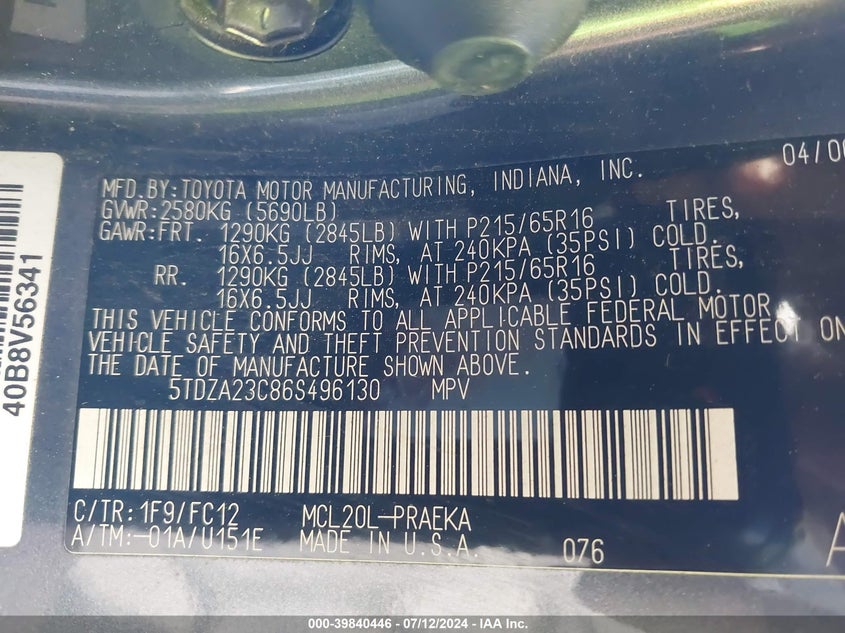 04/0
MFD.BY:TOYOTA MOTOR MANUFACTURING, INDIANA, INC.
GVWR:2580KG (5690LB)
GAWR:FRT. 1290KG (2845LB) WITH P215/65R16 TIRES,
16X6.5JJ RIMS, AT 240KPA (35PSI) COLD.
RR. 1290KG (2845LB) WITH P215/65R16 TIRES,
16X6.5JJ RIMS, AT 240KPA (35PSI) COLD.
THIS VEHICLE CONFORMS TO ALL APPLICABLE FEDERAL MOTOR
VEHICLE SAFETY AND THEFT PREVENTION STANDARDS IN EFFECT ON
THE DATE OF MANUFACTURE SHOWN ABOVE.
5TDZA23C86S496130 MPV
C/TR: 1F9/FC12 MCL20L-PRAEKA
A/TM:-01A/U151E MADE IN U.S.A. 076
40B8V56341
000-39840446 - 07/12/2024 - IAA Inc.